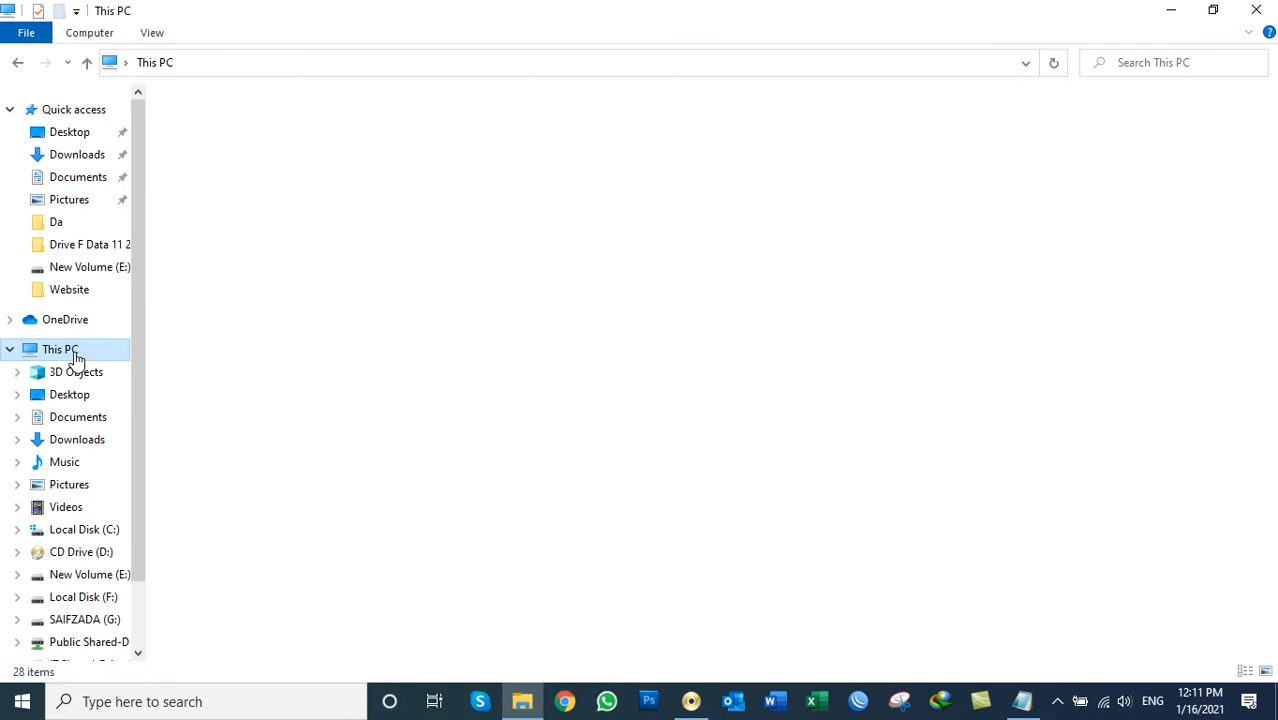 This PC
File Computer View
This PC
Search This PC
Quick access
Desktop
Downloads
Documents
Pictures
Da
Drive F Data 11 2
New Volume (E:)
Website
OneDrive
This PC
3D Objects
Desktop
Documents
Downloads
Music
Pictures
Videos
Local Disk (C:)
CD Drive (D:)
New Volume (E:)
Local Disk (F:)
SAIFZADA (G:)
Public Shared-D
28 items
Type here to search
ENG
12:11 PM
1/16/2021